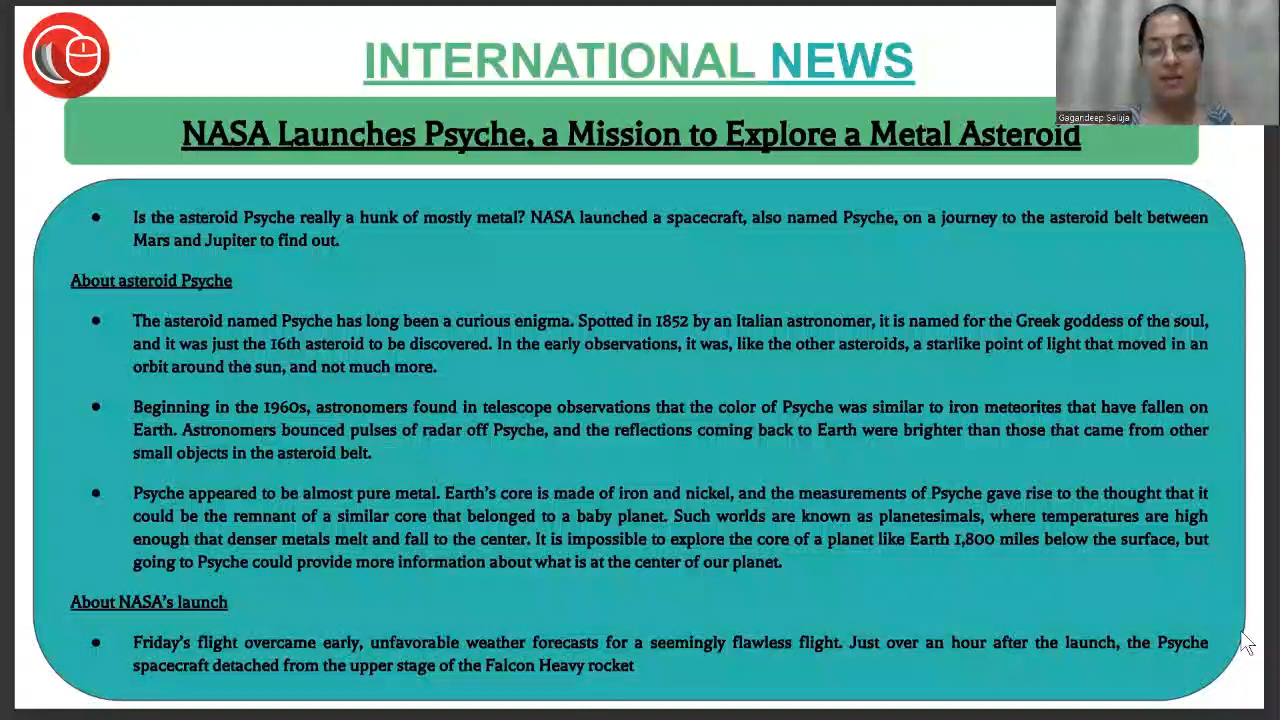 INTERNATIONAL NEWS
Gagandeep Saluja
NASA Launches Psyche, a Mission to Explore a Metal Asteroid
● Is the asteroid Psyche really a hunk of mostly metal? NASA launched a spacecraft, also named Psyche, on a journey to the asteroid belt between
Mars and Jupiter to find out.
About asteroid Psyche
● The asteroid named Psyche has long been a curious enigma. Spotted in 1852 by an Italian astronomer, it is named for the Greek goddess of the soul,
and it was just the 16th asteroid to be discovered. In the early observations, it was, like the other asteroids, a starlike point of light that moved in an
orbit around the sun, and not much more.
● Beginning in the 1960s, astronomers found in telescope observations that the color of Psyche was similar to iron meteorites that have fallen on
Earth. Astronomers bounced pulses of radar off Psyche, and the reflections coming back to Earth were brighter than those that came from other
small objects in the asteroid belt.
● Psyche appeared to be almost pure metal. Earth's core is made of iron and nickel, and the measurements of Psyche gave rise to the thought that it
could be the remnant of a similar core that belonged to a baby planet. Such worlds are known as planetesimals, where temperatures are high
enough that denser metals melt and fall to the center. It is impossible to explore the core of a planet like Earth 1,800 miles below the surface, but
going to Psyche could provide more information about what is at the center of our planet.
About NASA's launch
● Friday's flight overcame early, unfavorable weather forecasts for a seemingly flawless flight. Just over an hour after the launch, the Psyche
spacecraft detached from the upper stage of the Falcon Heavy rocket